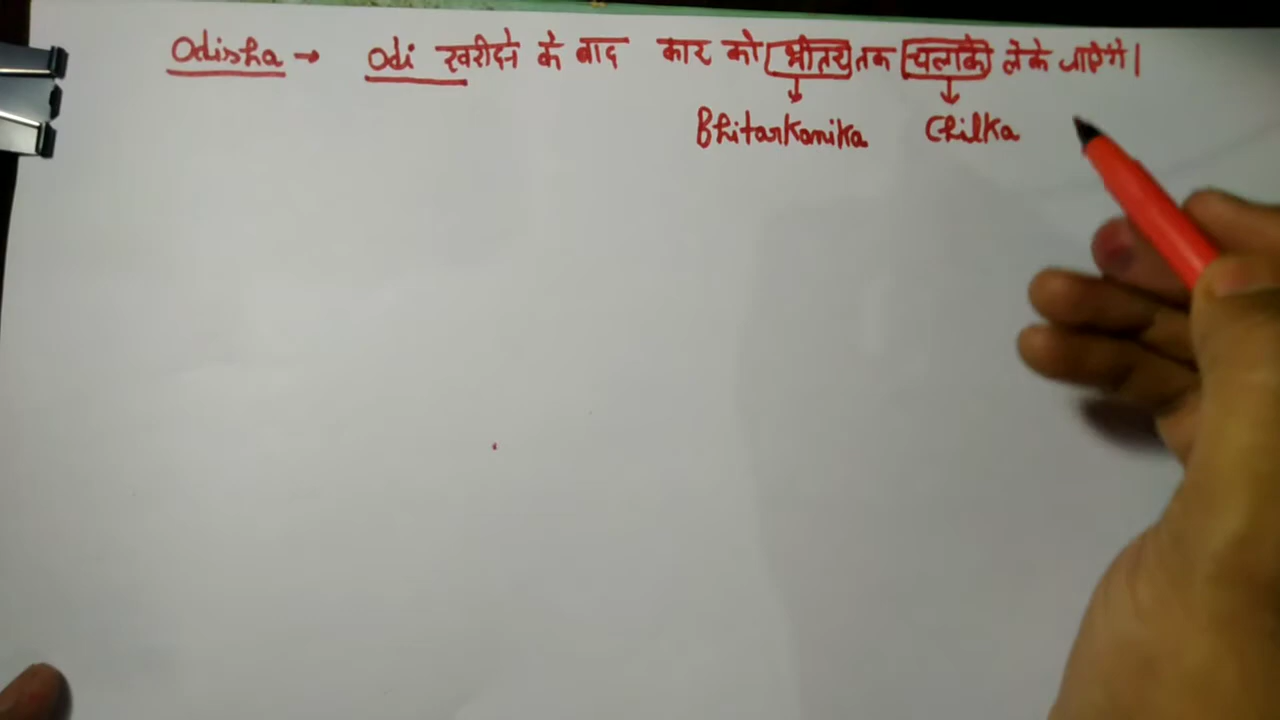 Odisha → Odi खरीदने के बाद कार को भीतर तक चलाके लेके जाऐंगे।
Bhitarkanika Chilka